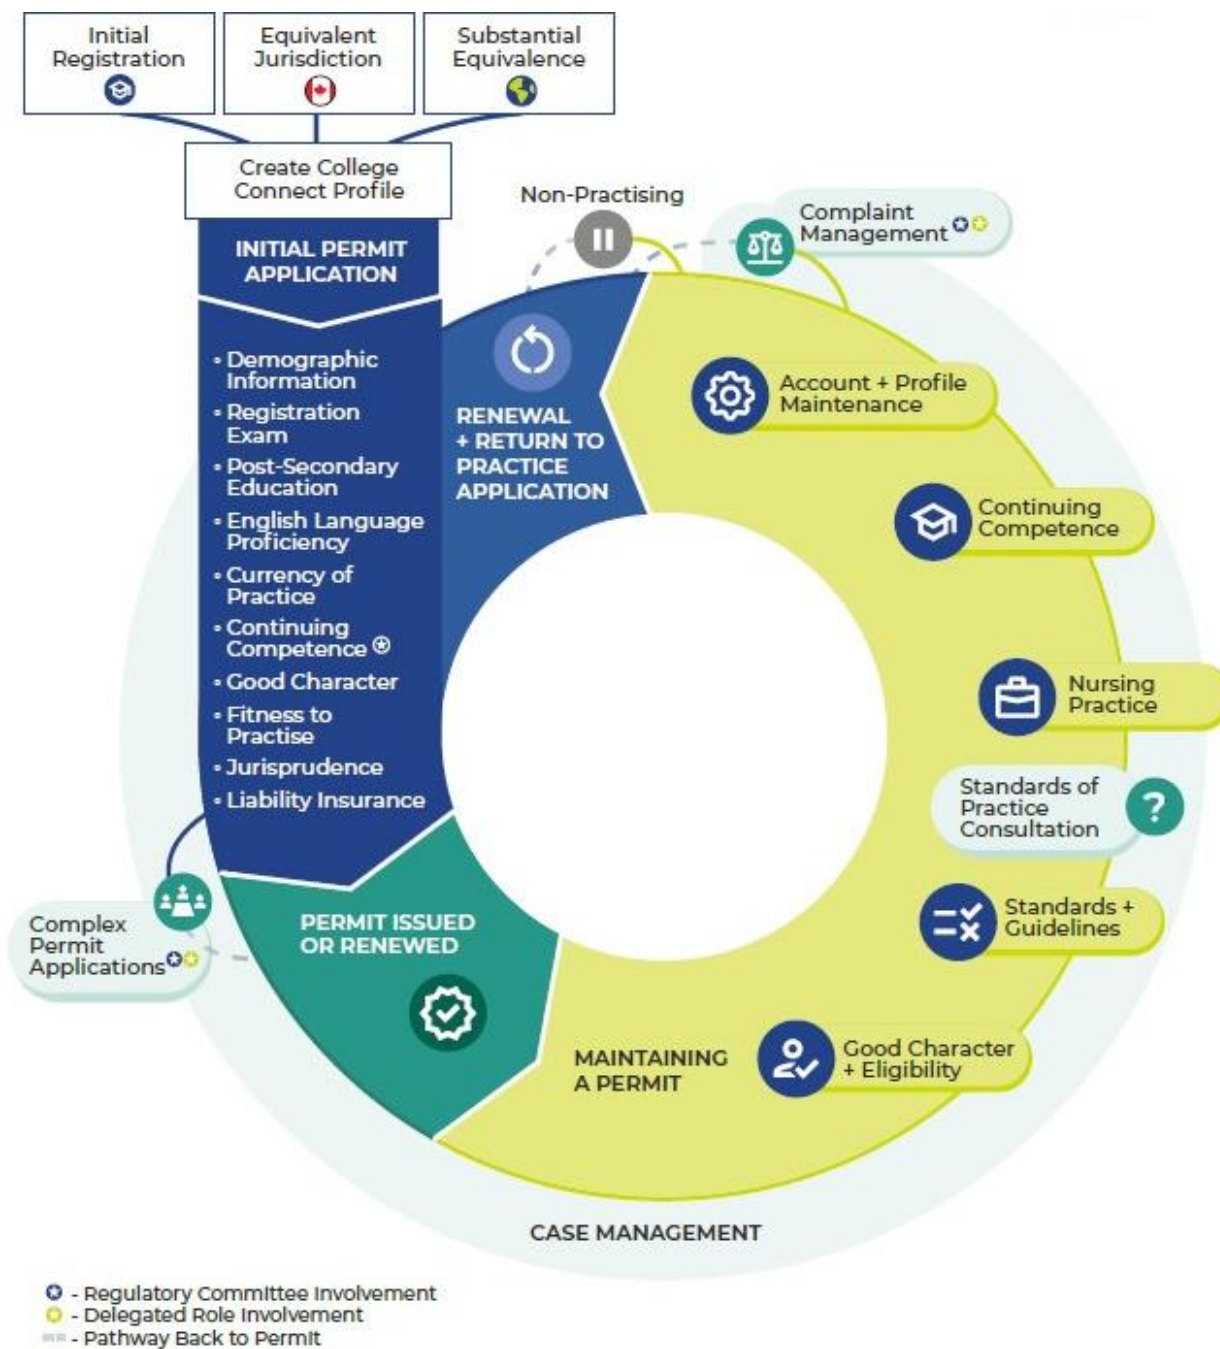 Initial
Registration
Equivalent
Jurisdiction
Substantial
Equivalence
Create College
Connect Profile
INITIAL PERMIT
APPLICATION
• Demographic
Information
• Registration
Exam
• Post-Secondary
Education
• English Language
Proficiency
• Currency of
Practice
• Continuing
Competence
• Good Character
• Fitness to
Practise
• Jurisprudence
• Liability Insurance
Non-Practising
Complaint
Management
RENEWAL
+ RETURN TO
PRACTICE
APPLICATION
Account + Profile
Maintenance
Continuing
Competence
Nursing
Practice
Standards of
Practice
Consultation
?
Standards +
Guidelines
Good Character
+ Eligibility
MAINTAINING
A PERMIT
PERMIT ISSUED
OR RENEWED
Complex
Permit
Applications
CASE MANAGEMENT
- Regulatory Committee Involvement
- Delegated Role Involvement
- Pathway Back to Permit